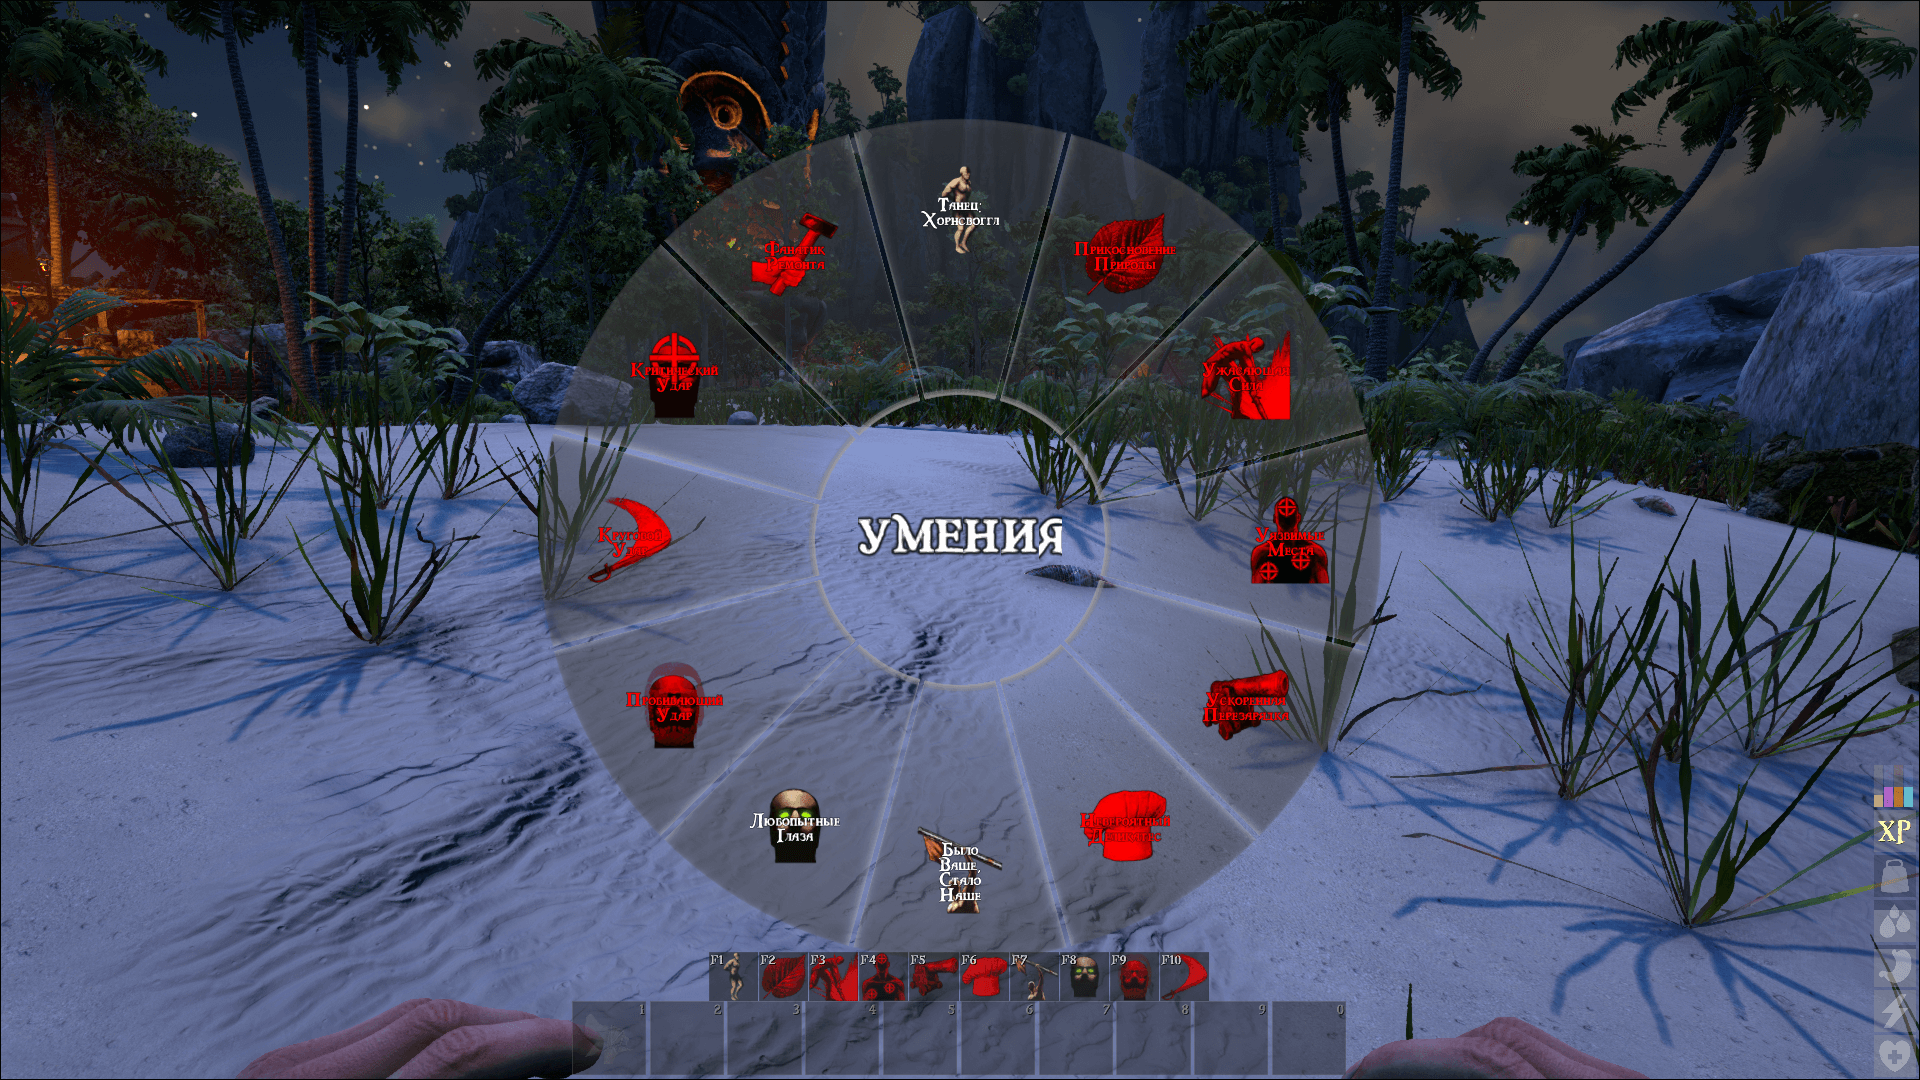 Танец:
Хорнсвоггл
Фанатик
Ремонта
Прикосновение
Природы
Критический
Удар
Ужасающая
Сила
Круговой
Удар
УМЕНИЯ
Уязвимые
Места
Пробивающий
Удар
Ускоренная
Перезарядка
Любопытные
Глаза
Невероятный
Деликатес
Было
Ваше,
Стало
Наше
XP
F1 F2 F3 F4 F5 F6 F7 F8 F9 F10
1 2 3 4 5 6 7 8 9 0